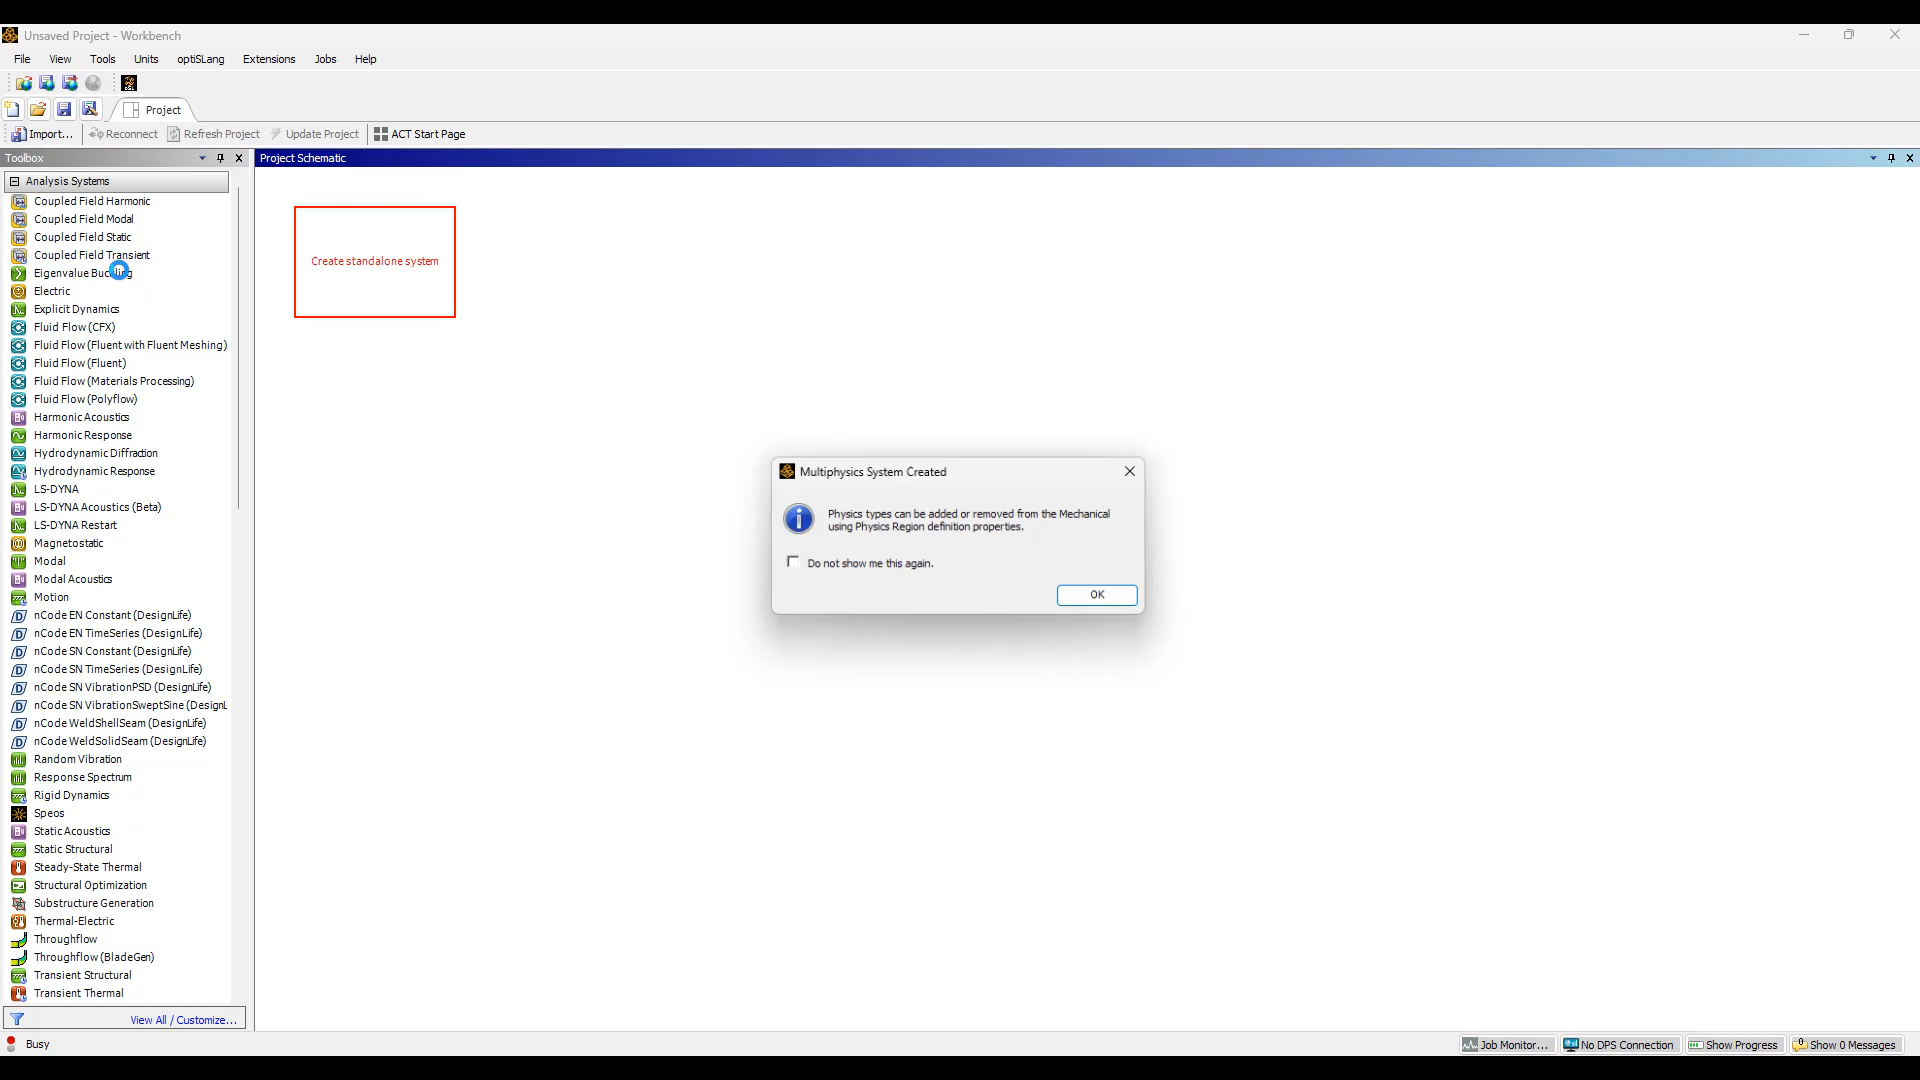 Unsaved Project - Workbench
File View Tools Units optiSLang Extensions Jobs Help
Project
Import... Reconnect Refresh Project Update Project ACT Start Page
Toolbox
Project Schematic
Analysis Systems
Coupled Field Harmonic
Coupled Field Modal
Coupled Field Static
Coupled Field Transient
Eigenvalue Buckling
Electric
Explicit Dynamics
Fluid Flow (CFX)
Fluid Flow (Fluent with Fluent Meshing)
Fluid Flow (Fluent)
Fluid Flow (Materials Processing)
Fluid Flow (Polyflow)
Harmonic Acoustics
Harmonic Response
Hydrodynamic Diffraction
Hydrodynamic Response
LS-DYNA
LS-DYNA Acoustics (Beta)
LS-DYNA Restart
Magnetostatic
Modal
Modal Acoustics
Motion
nCode EN Constant (DesignLife)
nCode EN TimeSeries (DesignLife)
nCode SN Constant (DesignLife)
nCode SN TimeSeries (DesignLife)
nCode SN VibrationPSD (DesignLife)
nCode SN VibrationSweptSine (DesignL
nCode WeldShellSeam (DesignLife)
nCode WeldSolidSeam (DesignLife)
Random Vibration
Response Spectrum
Rigid Dynamics
Speos
Static Acoustics
Static Structural
Steady-State Thermal
Structural Optimization
Substructure Generation
Thermal-Electric
Throughflow
Throughflow (BladeGen)
Transient Structural
Transient Thermal
View All / Customize...
Create standalone system
Multiphysics System Created
Physics types can be added or removed from the Mechanical
using Physics Region definition properties.
Do not show me this again.
OK
Busy
Job Monitor... No DPS Connection Show Progress Show 0 Messages